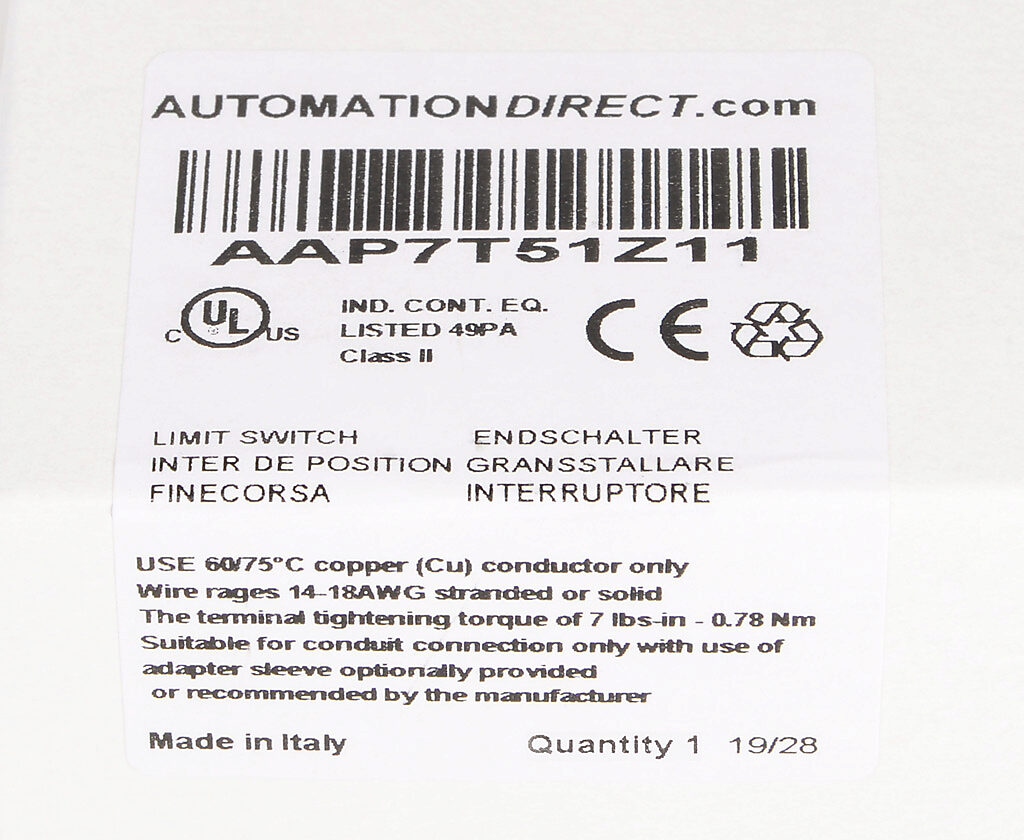 AUTOMATIONDIRECT.com
AAP7T51Z11
C UL US
IND. CONT. EQ.
LISTED 49PA
Class II
CE
LIMIT SWITCH ENDSCHALTER
INTER DE POSITION GRANSSTALLARE
FINECORSA INTERRUPTORE
USE 60/75°C copper (Cu) conductor only
Wire rages 14-18AWG stranded or solid
The terminal tightening torque of 7 lbs-in - 0.78 Nm
Suitable for conduit connection only with use of
adapter sleeve optionally provided
or recommended by the manufacturer
Made in Italy Quantity 1 19/28